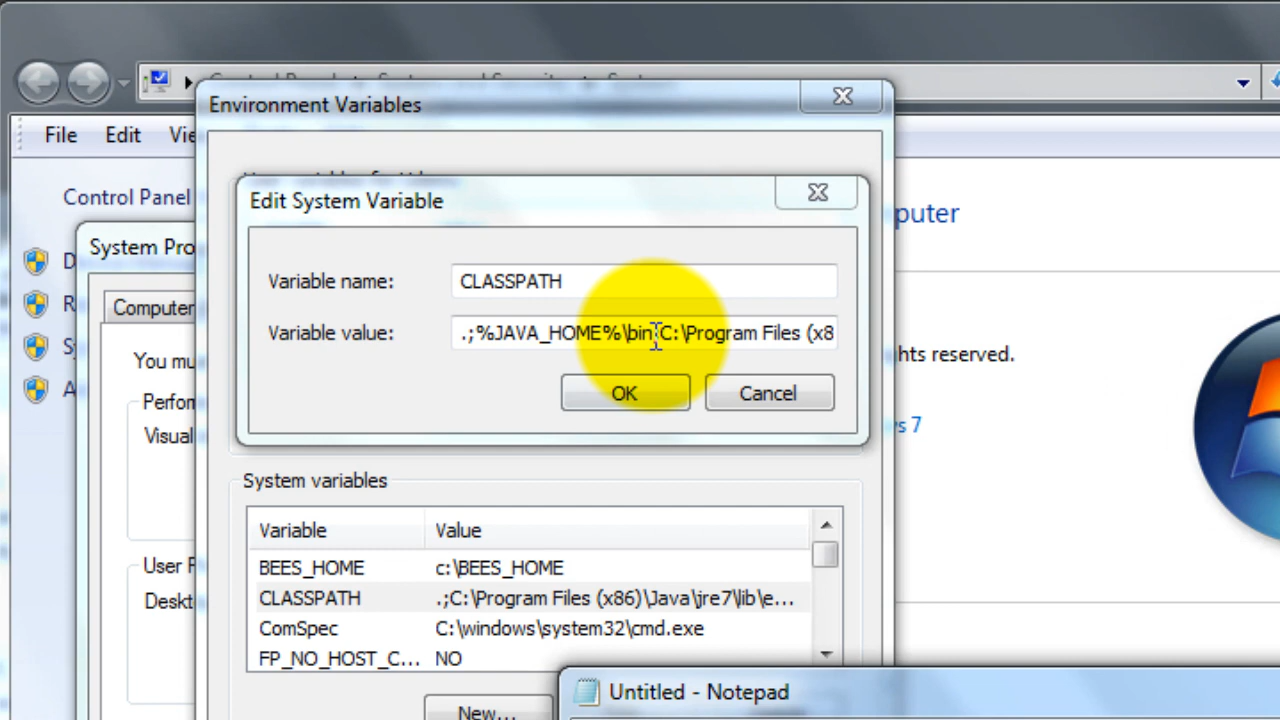 Environment Variables
File Edit
Control Panel
Edit System Variable
puter
System Pro
Variable name: CLASSPATH
Computer
Variable value: .;%JAVA_HOME%\bin C:\Program Files (x8
hts reserved.
You mu
OK Cancel
Perfor
Visual
s 7
System variables
Variable Value
User
BEES_HOME c:\BEES_HOME
CLASSPATH .;C:\Program Files (x86)\Java\jre7\lib\e...
Deskt
ComSpec C:\windows\system32\cmd.exe
FP_NO_HOST_C... NO
Untitled - Notepad
New...